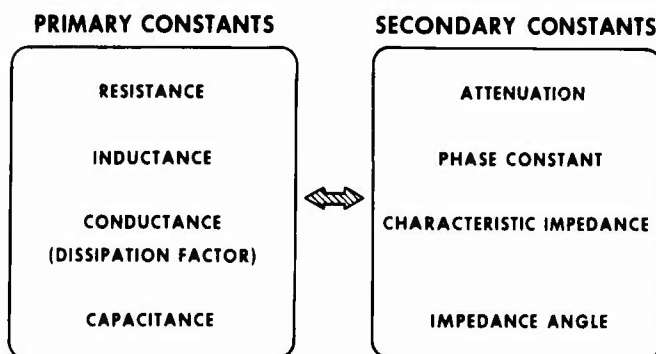 PRIMARY CONSTANTS
RESISTANCE
INDUCTANCE
CONDUCTANCE
(DISSIPATION FACTOR)
CAPACITANCE
SECONDARY CONSTANTS
ATTENUATION
PHASE CONSTANT
CHARACTERISTIC IMPEDANCE
IMPEDANCE ANGLE